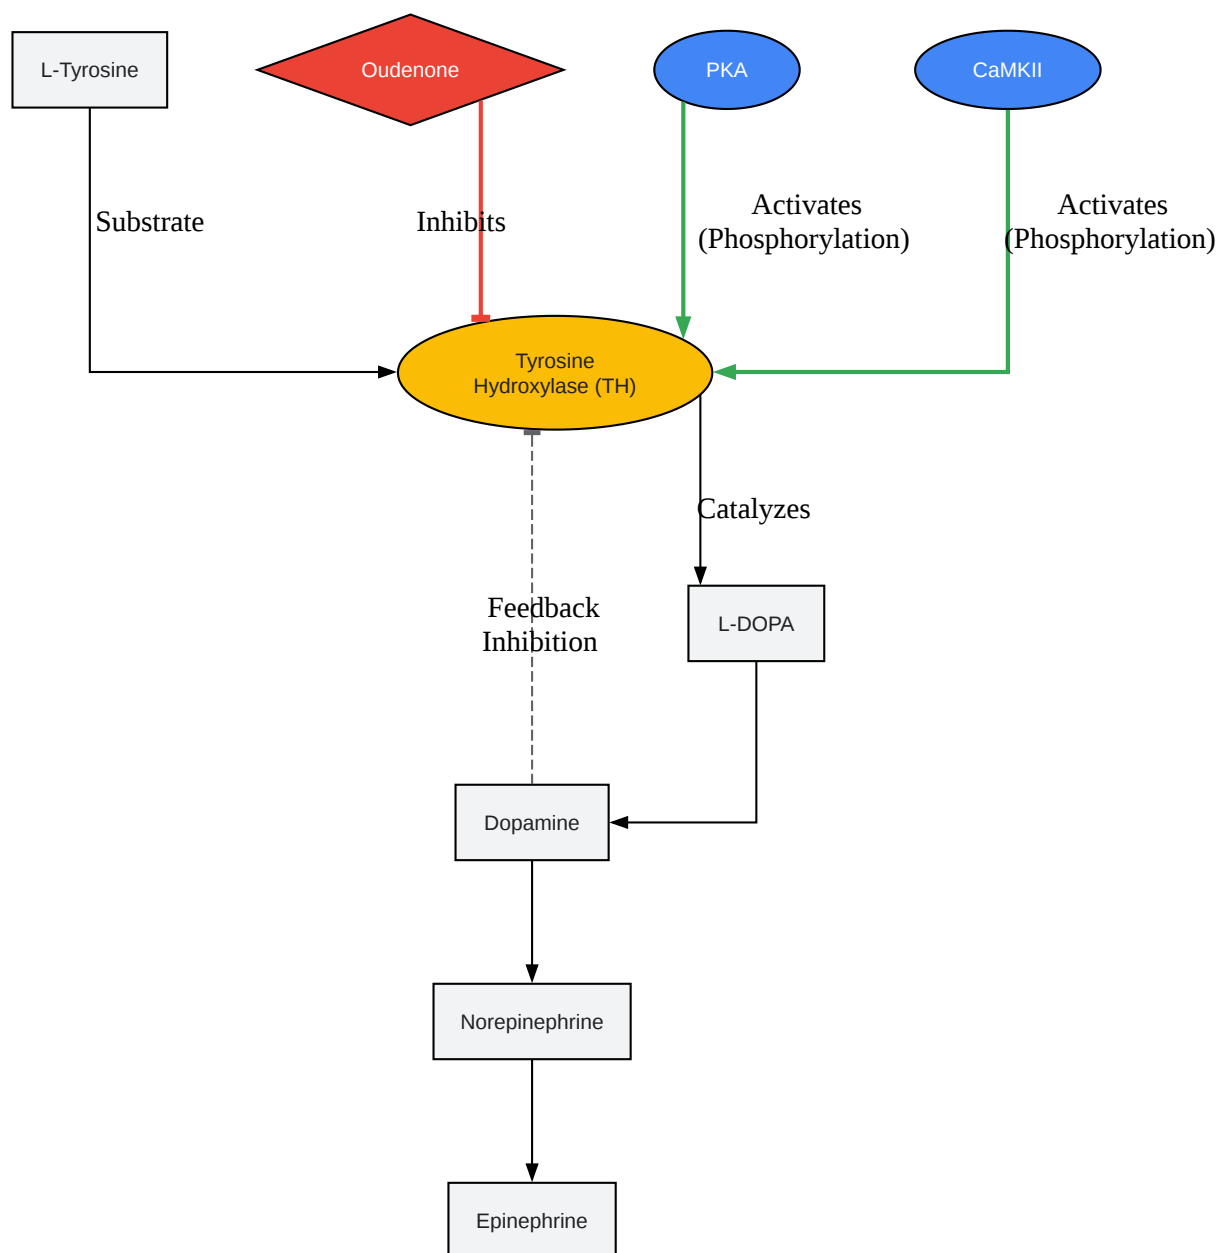 L-Tyrosine
Oudenone
PKA
CaMKII
Substrate
Inhibits
Activates
(Phosphorylation)
Activates
(Phosphorylation)
Tyrosine
Hydroxylase (TH)
Catalyzes
Feedback
Inhibition
L-DOPA
Dopamine
Norepinephrine
Epinephrine